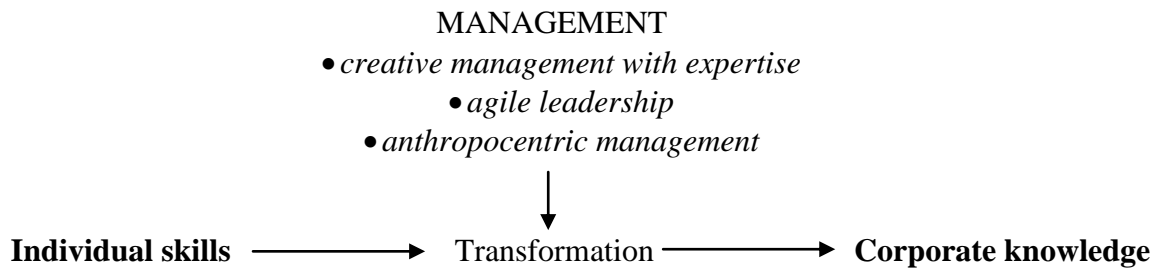 MANAGEMENT
• creative management with expertise
• agile leadership
• anthropocentric management
Individual skills Transformation Corporate knowledge